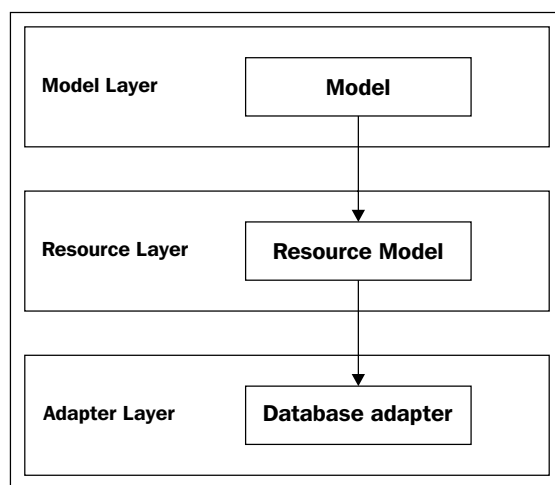 Model Layer
Model
Resource Layer
Resource Model
Adapter Layer
Database adapter